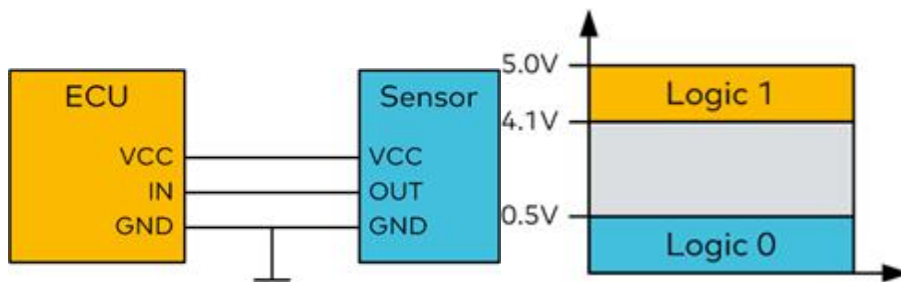 ECU
VCC
IN
GND
Sensor
VCC
OUT
GND
5.0V
4.1V
0.5V
Logic 1
Logic 0